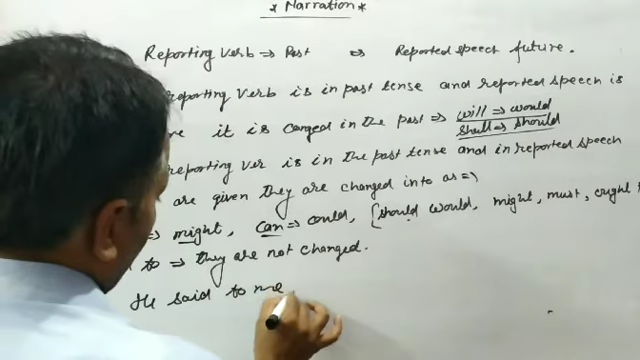 * Narration *
Reporting verb ⇒ Past ⇔ Reported speech future.
reporting verb is in past tense and reported speech is
it is canged in the past ⇒ will ⇒ would
shall ⇒ should
reporting ver is in the past tense and in reported speech
are given they are changed into as ⇒
⇒ might, can ⇒ could, [should would, might, must, ought
to ⇒ they are not changed.
He said to me